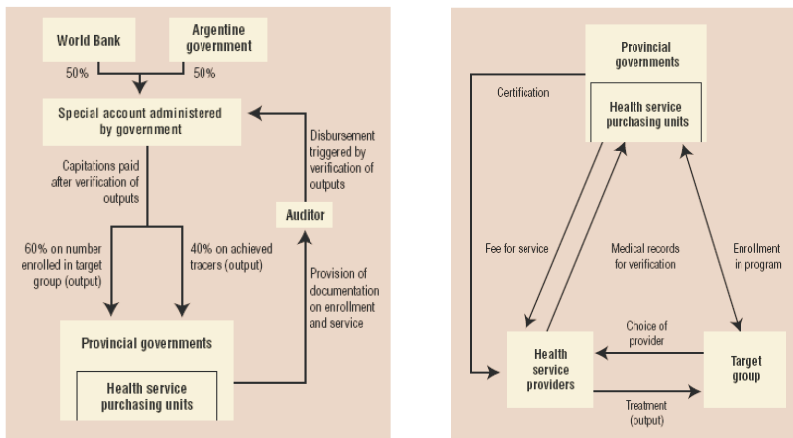 World Bank
Argentine
government
50%
50%
Special account administered
by government
Capitations paid
after verification of
outputs
Disbursement
triggered by
verification of
outputs
Auditor
60% on number
enrolled in target
group (output)
40% on achieved
tracers (output)
Provision of
documentation
on enrollment
and service
Provincial governments
Health service
purchasing units
Provincial
governments
Health service
purchasing units
Certification
Fee for service
Medical records
for verification
Enrollment
in program
Choice of
provider
Health
service
providers
Target
group
Treatment
(output)